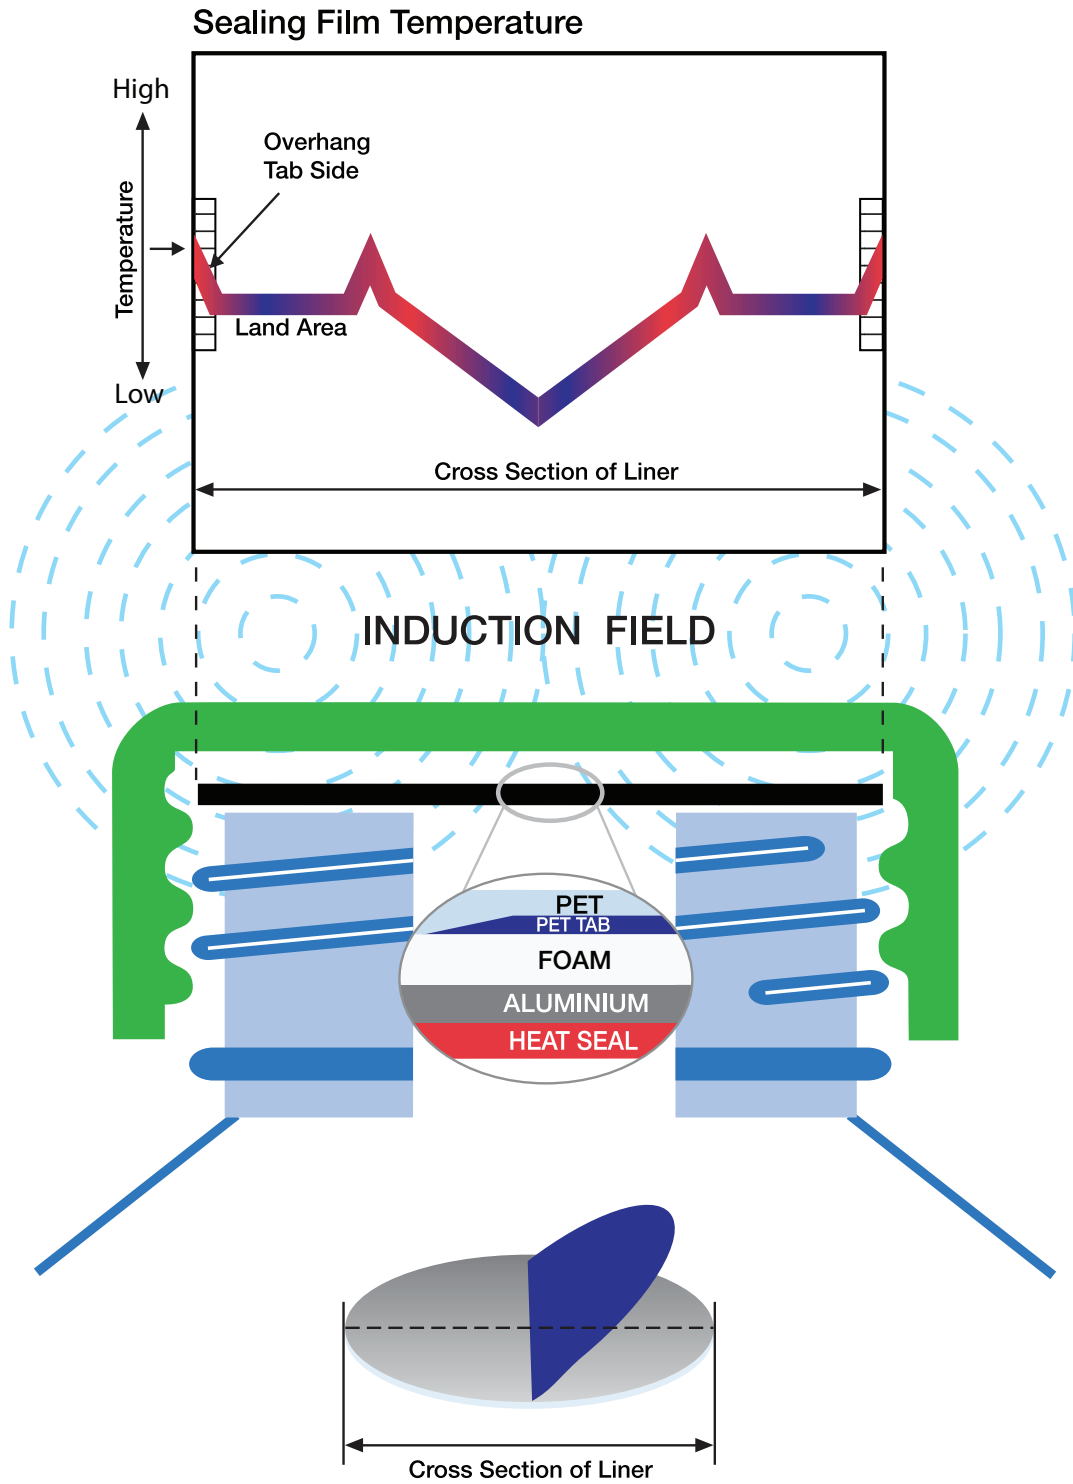 Sealing Film Temperature
High
Overhang
Tab Side
Temperature
Land Area
Low
Cross Section of Liner
INDUCTION FIELD
PET
PET TAB
FOAM
ALUMINIUM
HEAT SEAL
Cross Section of Liner